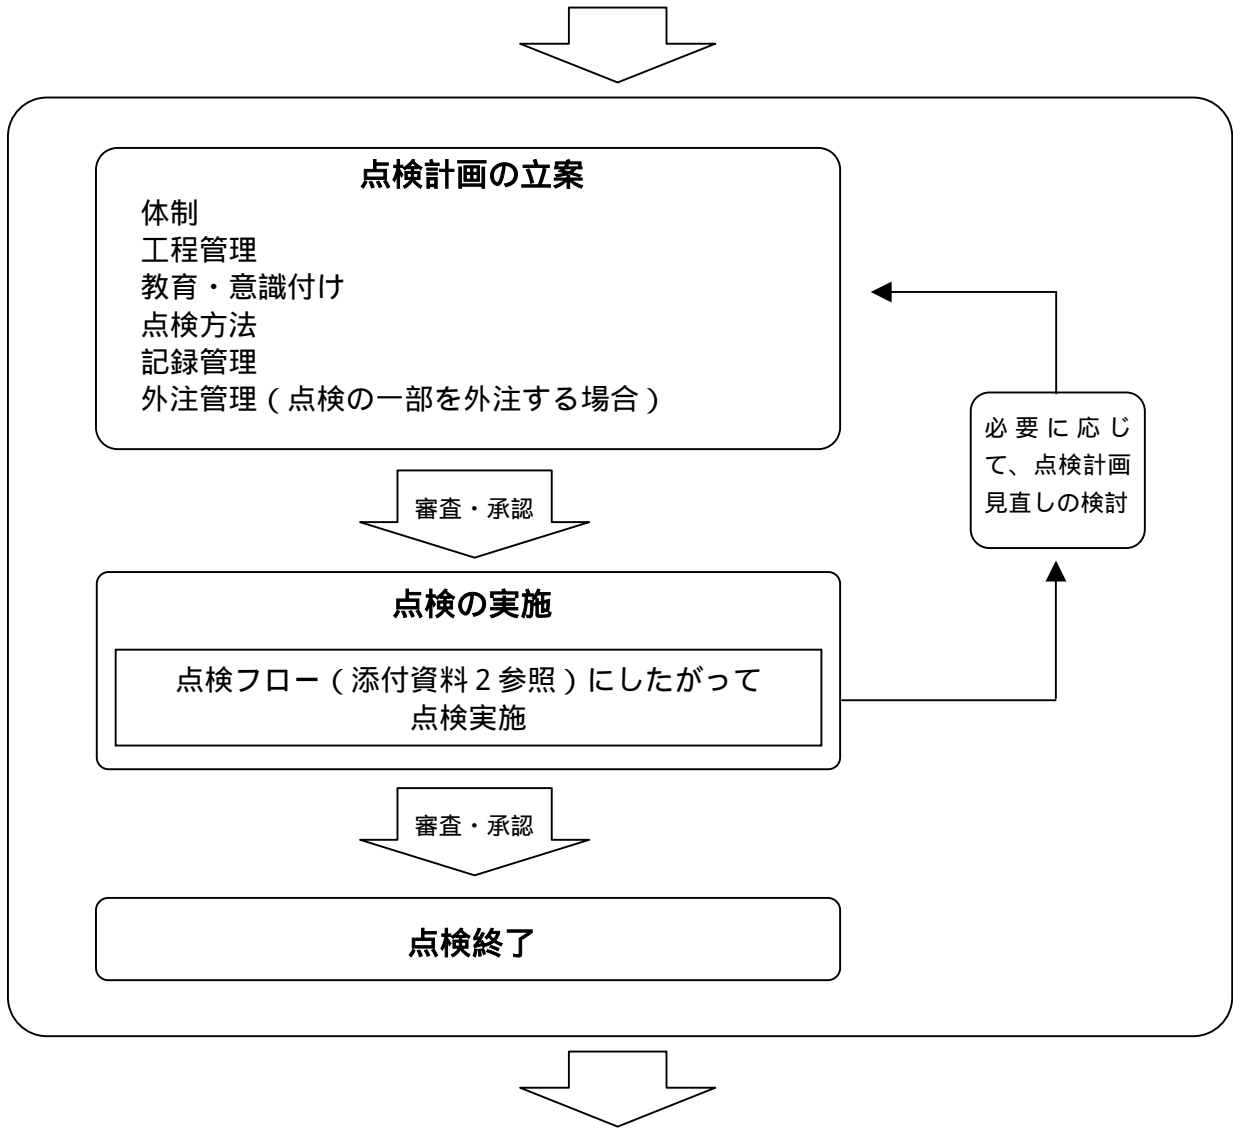 点検計画の立案
体制
工程管理
教育・意識付け
点検方法
記録管理
外注管理（点検の一部を外注する場合）
必要に応じ
て、点検計画
見直しの検討
審査・承認
点検の実施
点検フロー（添付資料２参照）にしたがって
点検実施
審査・承認
点検終了